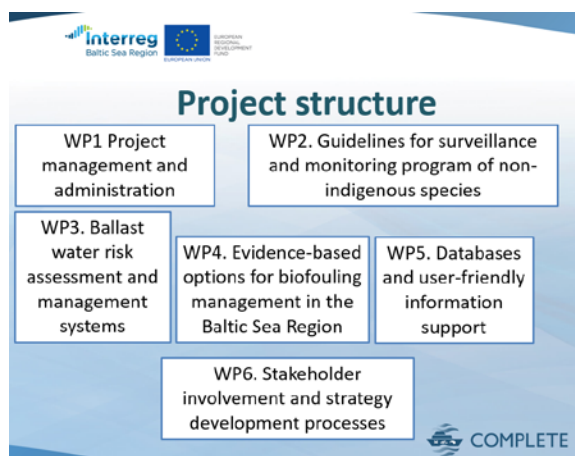 Interreg
Baltic Sea Region
EUROPEAN UNION
EUROPEAN
REGIONAL
DEVELOPMENT
FUND
Project structure
WP1 Project
management and
administration
WP2. Guidelines for surveillance
and monitoring program of non-
indigenous species
WP3. Ballast
water risk
assessment and
management
systems
WP4. Evidence-based
options for biofouling
management in the
Baltic Sea Region
WP5. Databases
and user-friendly
information
support
WP6. Stakeholder
involvement and strategy
development processes
COMPLETE